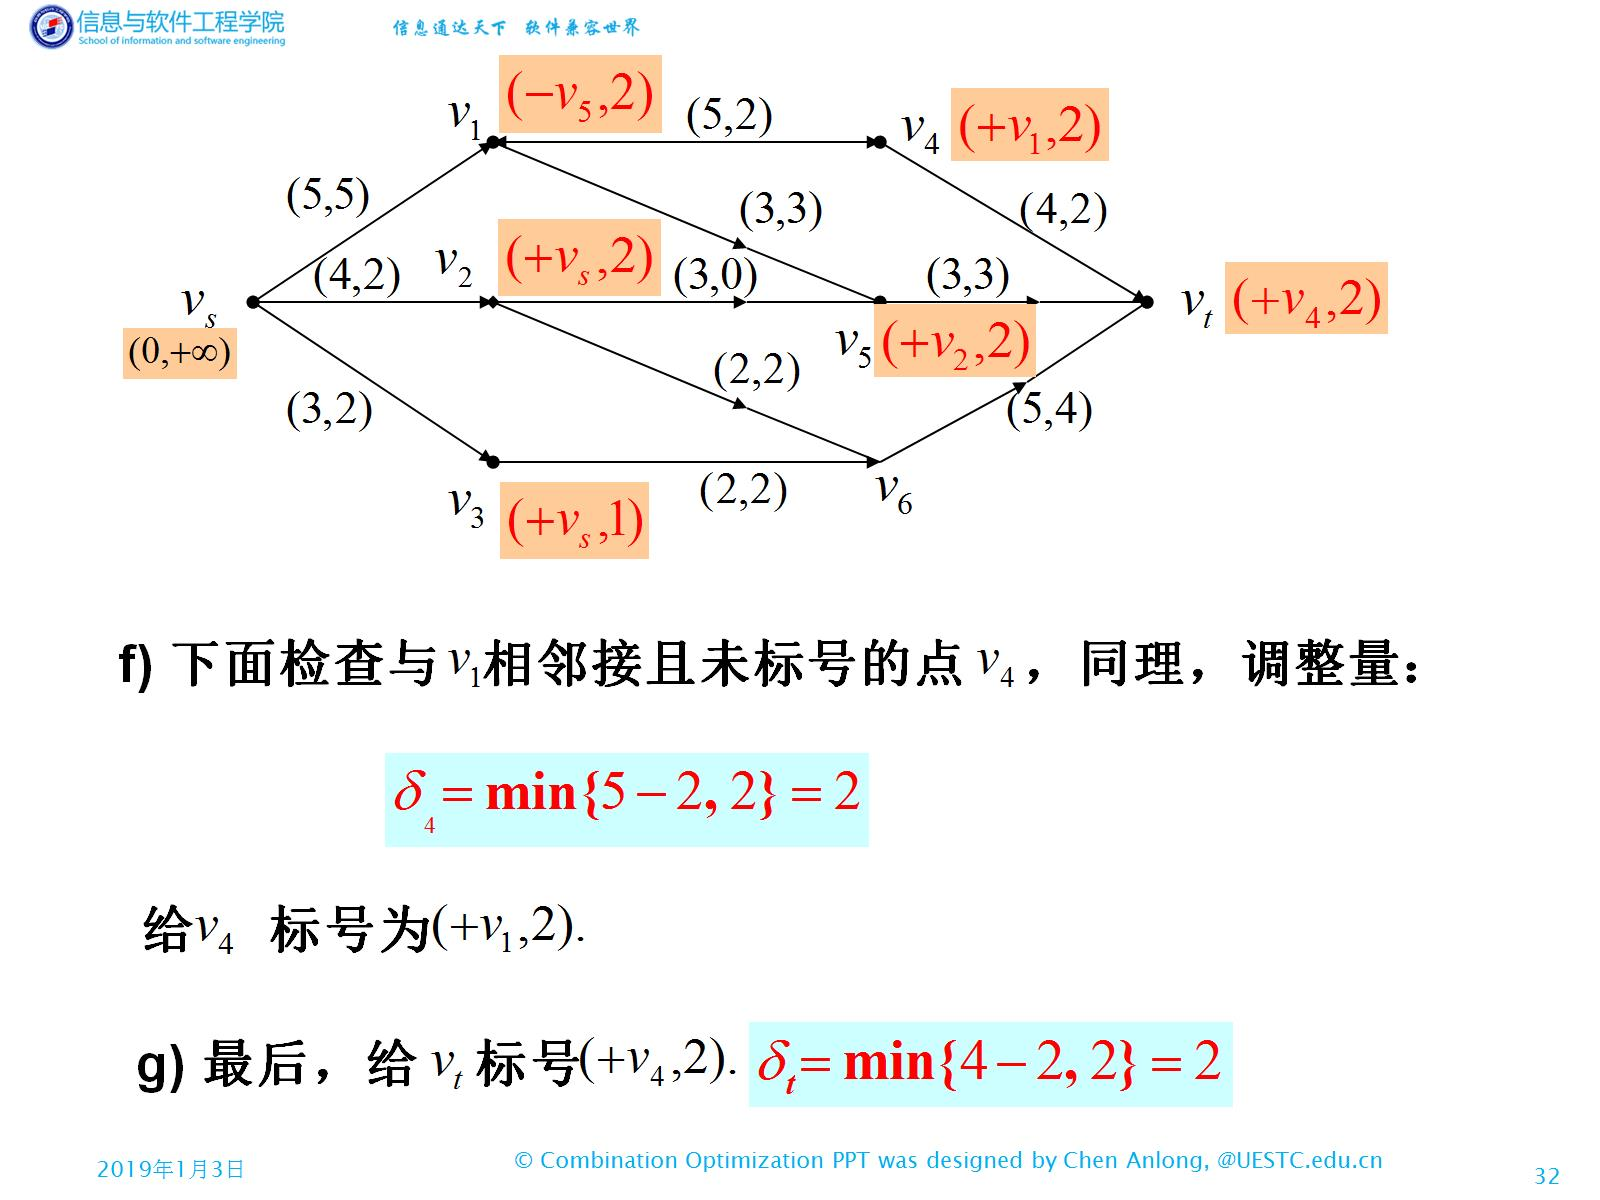 信息与软件工程学院
School of information and software engineering
信息通达天下 软件兼容世界
v1 (−v5,2)
(5,2)
v4 (+v1,2)
(5,5)
(3,3)
(4,2)
(4,2)
v2 (+vs,2)
(3,0)
(3,3)
vs
(0,+∞)
vt (+v4,2)
v5 (+v2,2)
(2,2)
(3,2)
(5,4)
v3 (+vs,1)
(2,2)
v6
f) 下面检查与 v1 相邻接且未标号的点 v4 ，同理，调整量：
δ4 = min{5 − 2, 2} = 2
给 v4 标号为(+v1,2).
g) 最后，给 vt 标号(+v4,2). δt = min{4 − 2, 2} = 2
2019年1月3日
© Combination Optimization PPT was designed by Chen Anlong, @UESTC.edu.cn
32